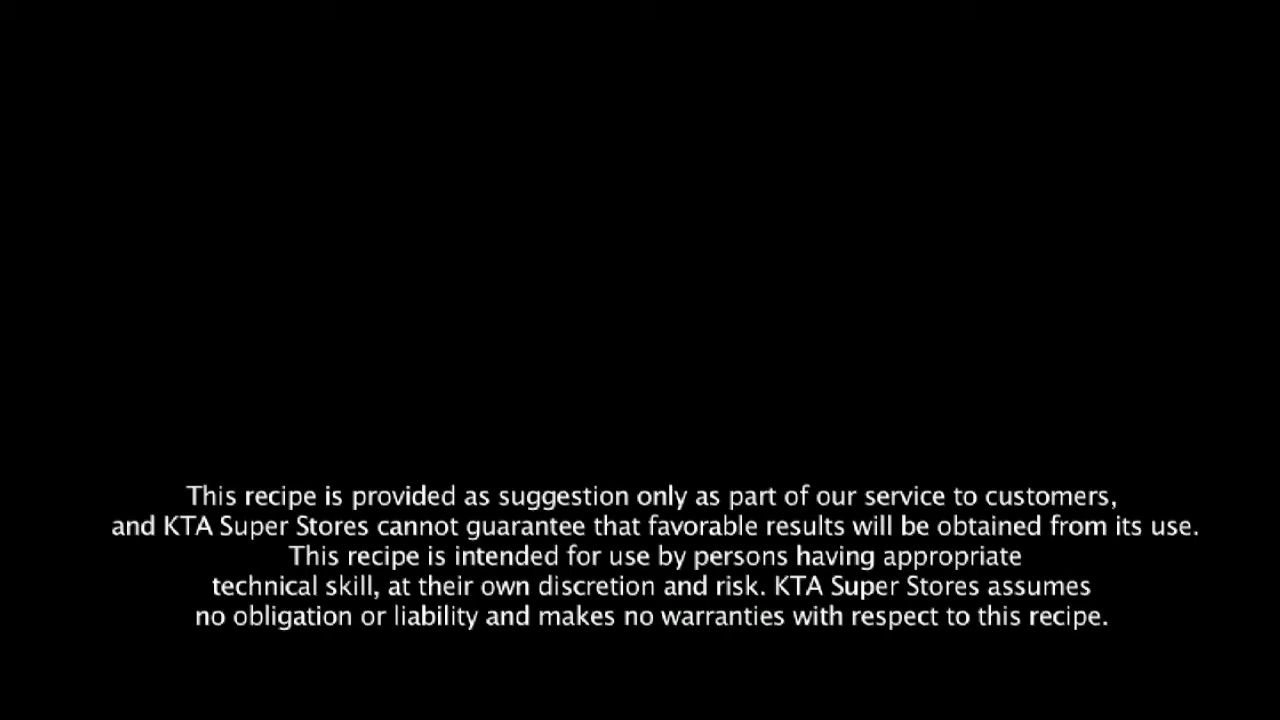 This recipe is provided as suggestion only as part of our service to customers,
and KTA Super Stores cannot guarantee that favorable results will be obtained from its use.
This recipe is intended for use by persons having appropriate
technical skill, at their own discretion and risk. KTA Super Stores assumes
no obligation or liability and makes no warranties with respect to this recipe.